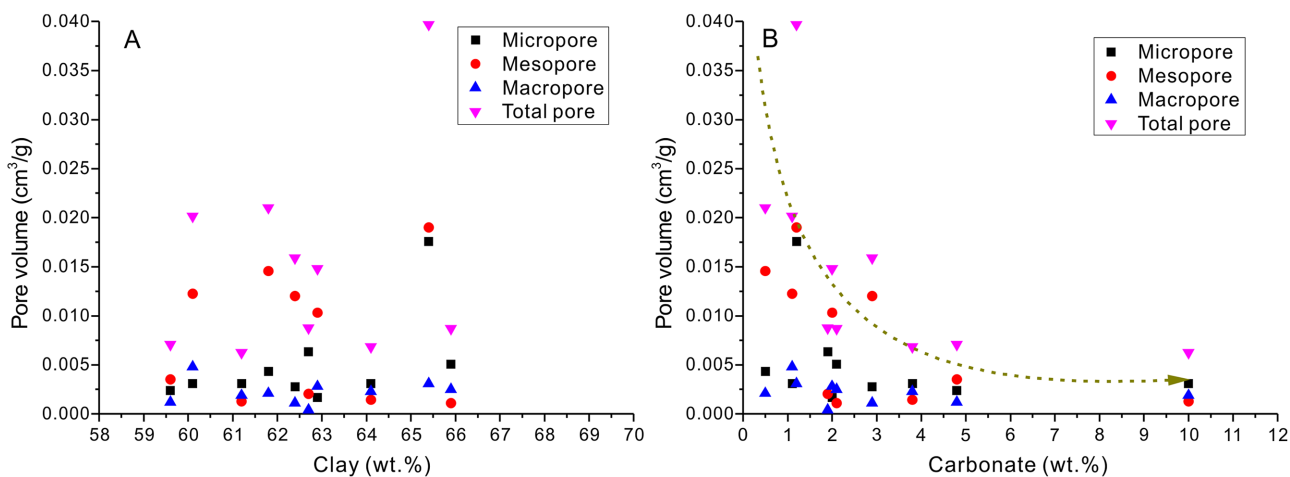 A
Micropore
Mesopore
Macropore
Total pore
Pore volume (cm³/g)
0.040
0.035
0.030
0.025
0.020
0.015
0.010
0.005
0.000
58 59 60 61 62 63 64 65 66 67 68 69 70
Clay (wt.%)
B
Micropore
Mesopore
Macropore
Total pore
Pore volume (cm³/g)
0.040
0.035
0.030
0.025
0.020
0.015
0.010
0.005
0.000
0 1 2 3 4 5 6 7 8 9 10 11 12
Carbonate (wt.%)